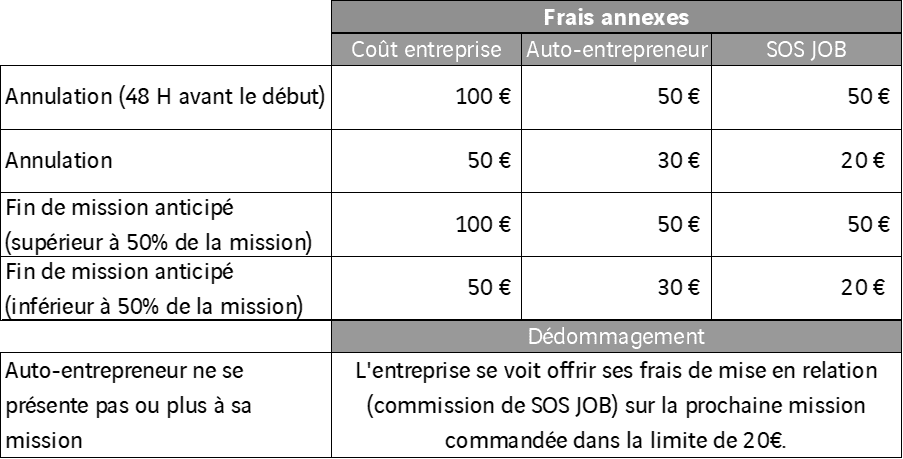 Frais annexes
Coût entreprise Auto-entrepreneur SOS JOB
Annulation (48 H avant le début) 100 € 50 € 50 €
Annulation 50 € 30 € 20 €
Fin de mission anticipé
(supérieur à 50% de la mission) 100 € 50 € 50 €
Fin de mission anticipé
(inférieur à 50% de la mission) 50 € 30 € 20 €
Dédommagement
Auto-entrepreneur ne se
présente pas ou plus à sa
mission
L'entreprise se voit offrir ses frais de mise en relation
(commission de SOS JOB) sur la prochaine mission
commandée dans la limite de 20€.